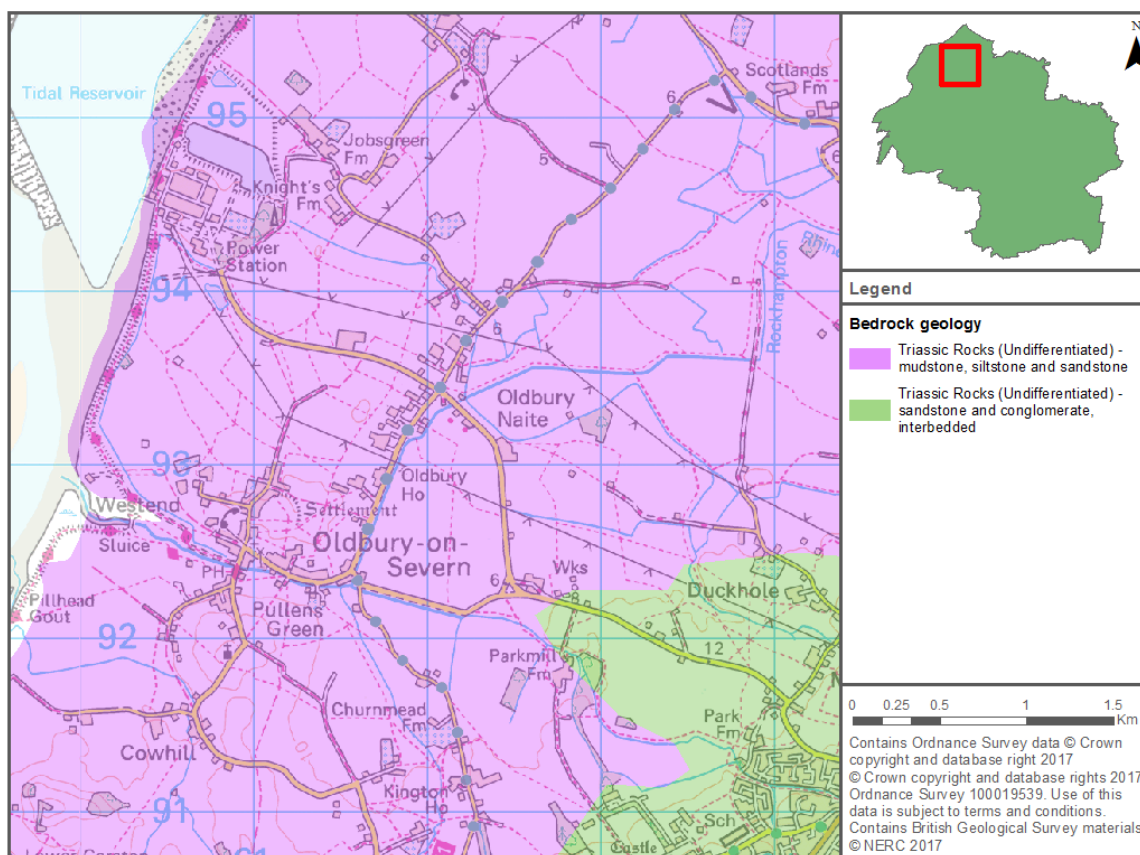 Tidal Reservoir
95
Scotlands
Fm
6
Jobsgreen
Fm
5
Knight's
Fm
Power
Station
94
6
Rockhampton
Oldbury
Naite
93
Oldbury
Ho
Westend
Settlement
Sluice
Oldbury-on-
Severn
PH
6
Wks
Duckhole
Pillhead
Gout
Pullens
Green
92
12
Parkmill
Fm
Churnmead
Fm
Park
Fm
Cowhill
Kington
Ho
91
Sch
Castle
N
Legend
Bedrock geology
Triassic Rocks (Undifferentiated) -
mudstone, siltstone and sandstone
Triassic Rocks (Undifferentiated) -
sandstone and conglomerate,
interbedded
0 0.25 0.5 1 1.5
Km
Contains Ordnance Survey data © Crown
copyright and database right 2017
© Crown copyright and database rights 2017
Ordnance Survey 100019539. Use of this
data is subject to terms and conditions.
Contains British Geological Survey materials
© NERC 2017